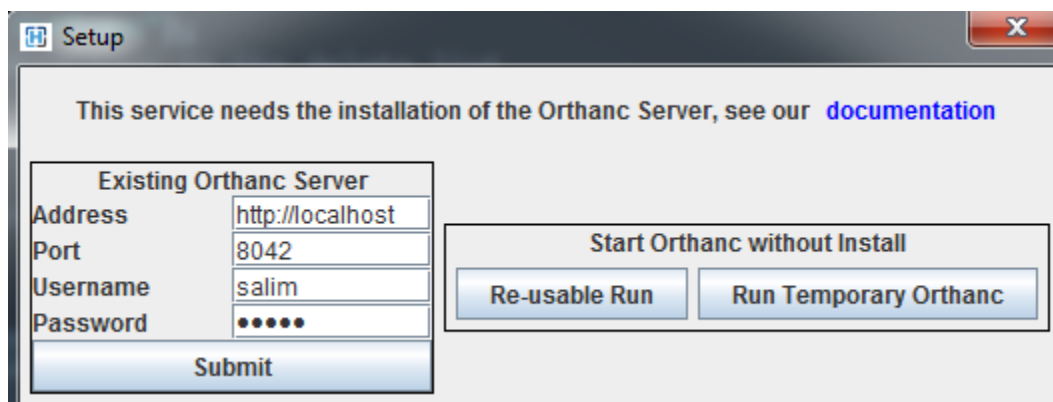 Setup
This service needs the installation of the Orthanc Server, see our documentation
Existing Orthanc Server
Address http://localhost
Port 8042
Username salim
Password •••••
Submit
Start Orthanc without Install
Re-usable Run Run Temporary Orthanc